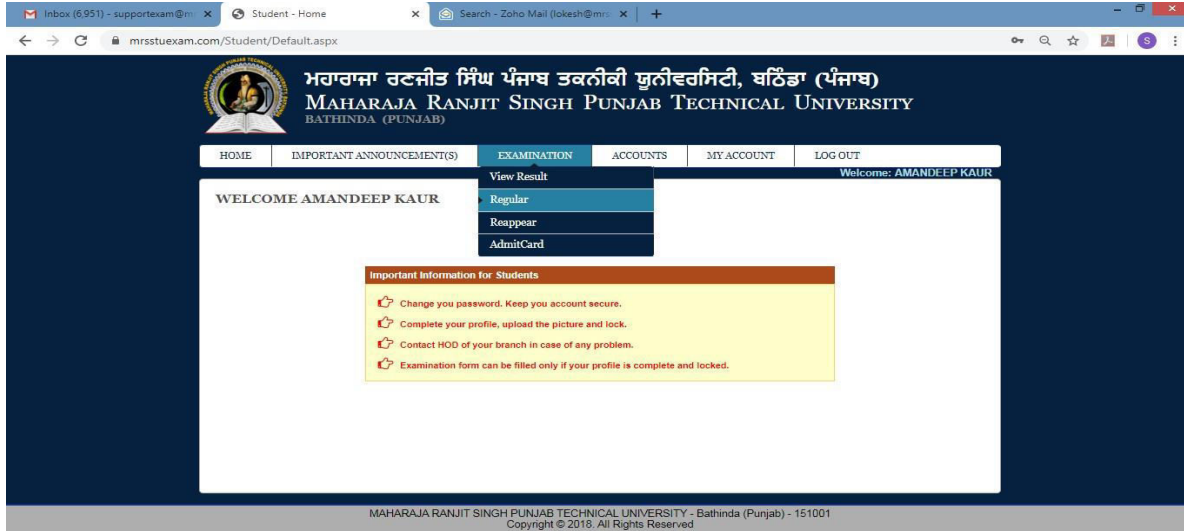 Inbox (6,951) - supportexam@m
Student - Home
Search - Zoho Mail (lokesh@mrs
mrsstuexam.com/Student/Default.aspx
S
ਮਹਾਰਾਜਾ ਰਣਜੀਤ ਸਿੰਘ ਪੰਜਾਬ ਤਕਨੀਕੀ ਯੂਨੀਵਰਸਿਟੀ, ਬਠਿੰਡਾ (ਪੰਜਾਬ)
MAHARAJA RANJIT SINGH PUNJAB TECHNICAL UNIVERSITY
BATHINDA (PUNJAB)
HOME IMPORTANT ANNOUNCEMENT(S) EXAMINATION ACCOUNTS MY ACCOUNT LOG OUT
Welcome: AMANDEEP KAUR
View Result
WELCOME AMANDEEP KAUR
Regular
Reappear
AdmitCard
Important Information for Students
Change you password. Keep you account secure.
Complete your profile, upload the picture and lock.
Contact HOD of your branch in case of any problem.
Examination form can be filled only if your profile is complete and locked.
MAHARAJA RANJIT SINGH PUNJAB TECHNICAL UNIVERSITY - Bathinda (Punjab) - 151001
Copyright © 2018. All Rights Reserved